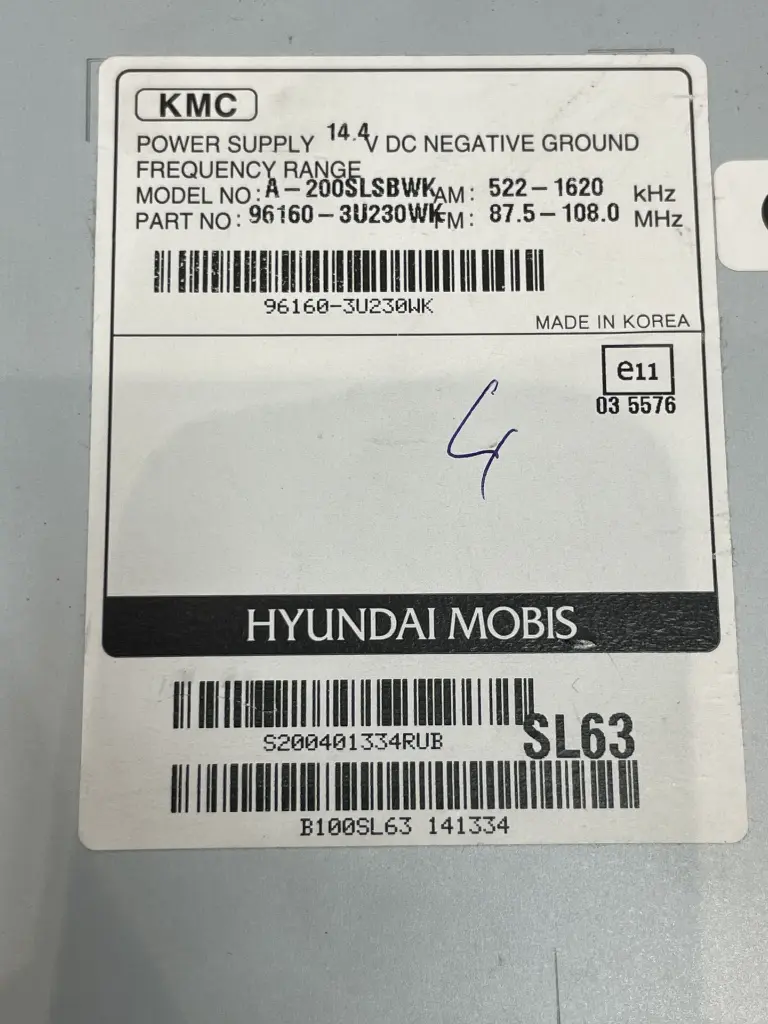 KMC
POWER SUPPLY 14.4V DC NEGATIVE GROUND
FREQUENCY RANGE
MODEL NO: A-200SLSBWK AM: 522-1620 kHz
PART NO: 96160-3U230WK FM: 87.5-108.0 MHz
96160-3U230WK
MADE IN KOREA
e11
03 5576
4
HYUNDAI MOBIS
S200401334RUB
SL63
B100SL63 141334